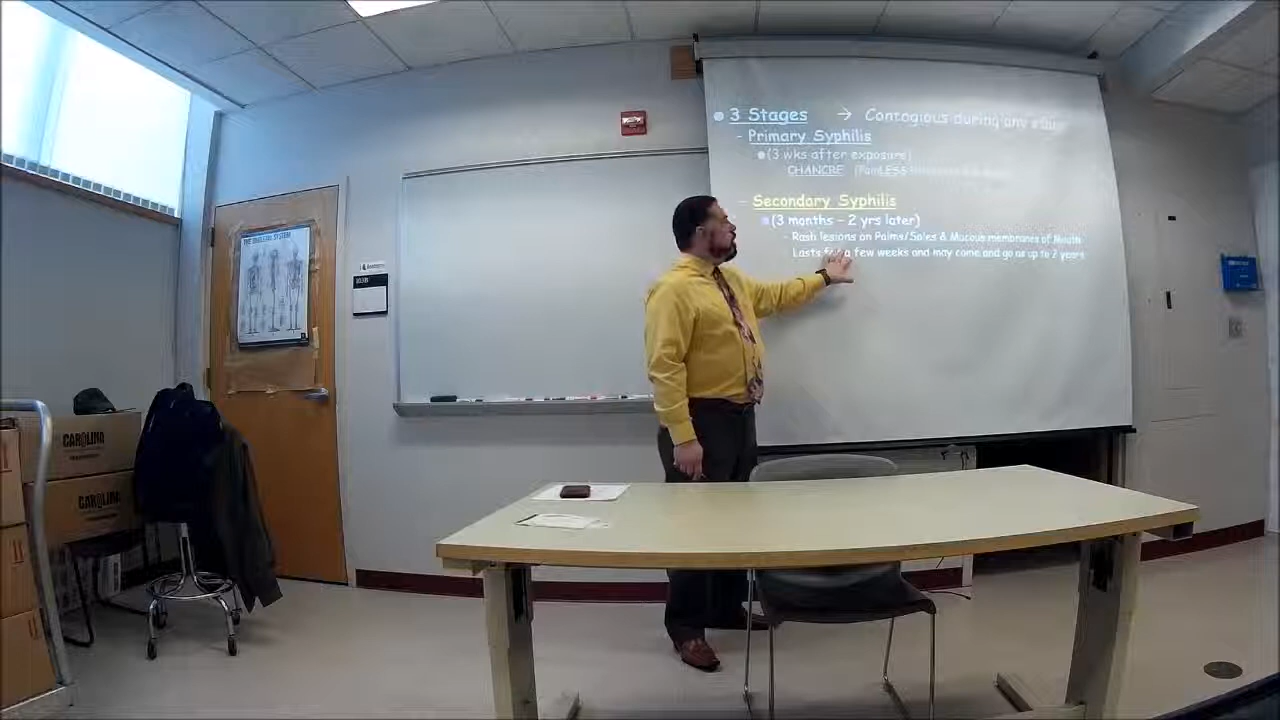 3 Stages → Contagious during any
- Primary Syphilis
(3 wks after exposure)
CHANCRE (PainLESS
- Secondary Syphilis
(3 months - 2 yrs later)
- Rash lesions on Palms/Soles & Mucous membranes of Mouth
Lasts for a few weeks and may come and go as up to 2 years
THE SKELETAL SYSTEM
CAROLINA
CAROLINA